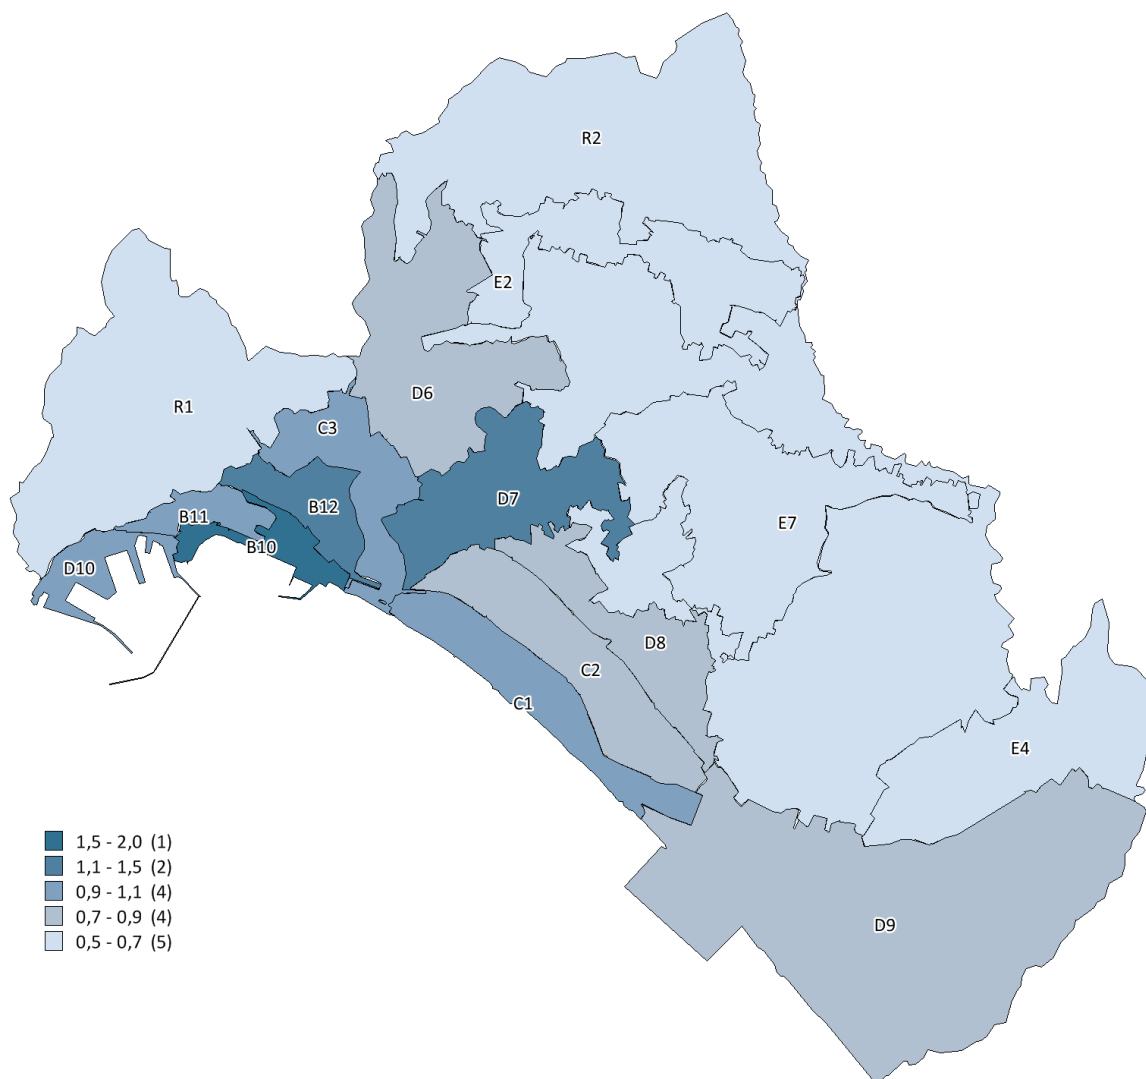 R2
E2
D6
R1
C3
D7
B12
B11
E7
B10
D10
D8
C2
C1
E4
D9
1,5 - 2,0 (1)
1,1 - 1,5 (2)
0,9 - 1,1 (4)
0,7 - 0,9 (4)
0,5 - 0,7 (5)